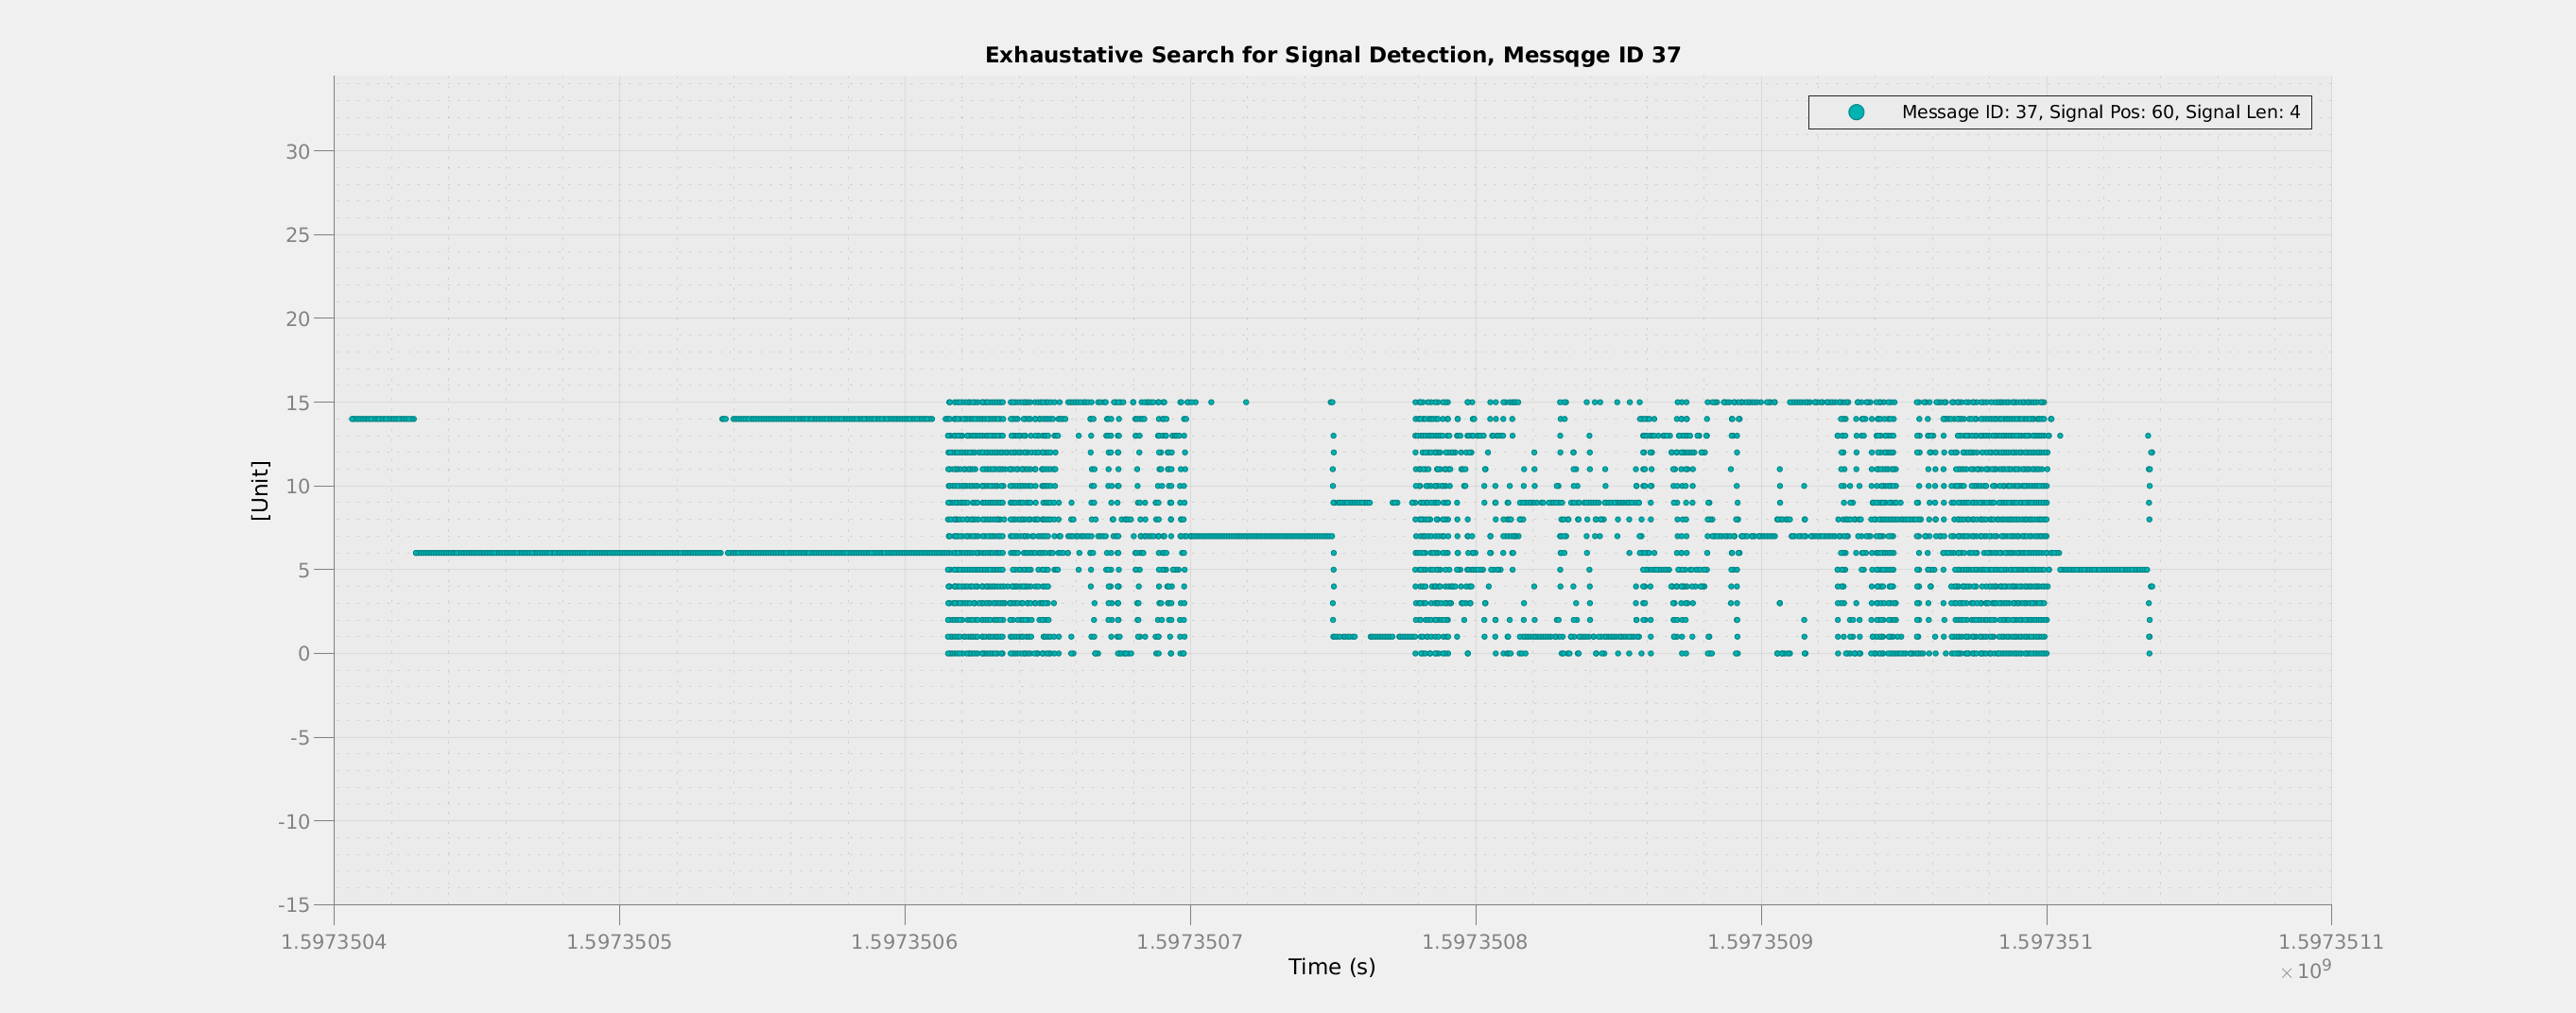 Exhaustative Search for Signal Detection, Messqge ID 37
Message ID: 37, Signal Pos: 60, Signal Len: 4
30
25
20
15
10
5
0
-5
-10
-15
[Unit]
1.5973504 1.5973505 1.5973506 1.5973507 1.5973508 1.5973509 1.597351 1.5973511
Time (s)
× 10⁹